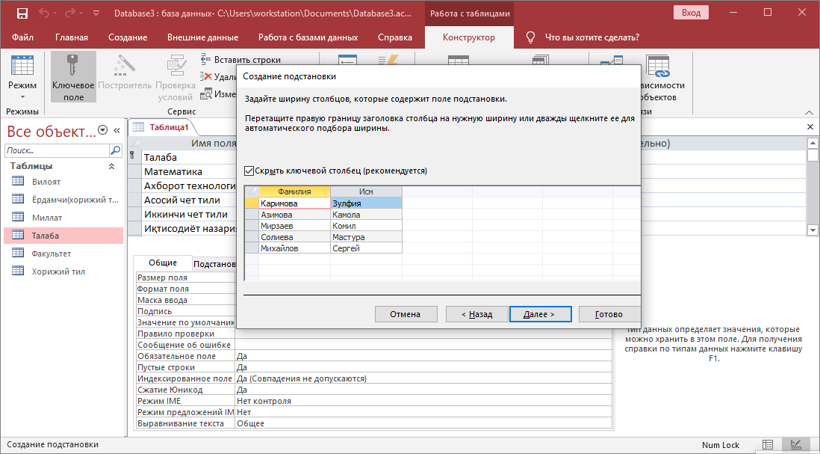 Database3 : база данных- C:\Users\workstation\Documents\Database3.ac...
Работа с таблицами
Вход
Файл
Главная
Создание
Внешние данные
Работа с базами данных
Справка
Конструктор
Что вы хотите сделать?
Режим
Ключевое поле
Построитель
Проверка условий
Вставить строки
Удали
Изме
висимости
объектов
Режимы
Сервис
Все объект...
Поиск...
Таблицы
Вилоят
Ёрдамчи(хорижий т...
Миллат
Талаба
Факультет
Хорижий тил
Таблица1
Имя поля
ельно)
Талаба
Математика
Ахборот технологи
Асосий чет тили
Иккинчи чет тили
Иқтисодиёт назария
Создание подстановки
Задайте ширину столбцов, которые содержит поле подстановки.
Перетащите правую границу заголовка столбца на нужную ширину или дважды щелкните ее для
автоматического подбора ширины.
Скрыть ключевой столбец (рекомендуется)
Фамилия Исм
Каримова Зулфия
Азимова Камола
Мирзаев Комил
Солиева Мастура
Михайлов Сергей
Отмена
< Назад
Далее >
Готово
Общие
Подстанов
Размер поля
Формат поля
Маска ввода
Подпись
Значение по умолчанию
Правило проверки
Сообщение об ошибке
Обязательное поле Да
Пустые строки Да
Индексированное поле Да (Совпадения не допускаются)
Сжатие Юникод Да
Режим IME Нет контроля
Режим предложений IM Нет
Выравнивание текста Общее
Тип данных определяет значения, которые
можно хранить в этом поле. Для получения
справки по типам данных нажмите клавишу
F1.
Создание подстановки
Num Lock